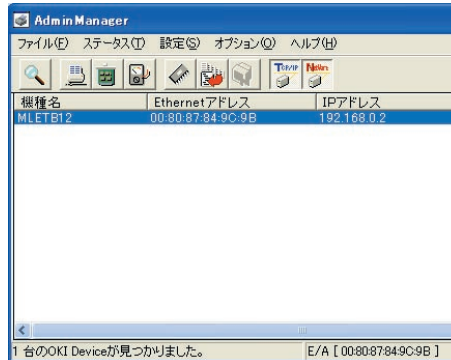 AdminManager
ファイル(F) ステータス(T) 設定(S) オプション(O) ヘルプ(H)
TCP/IP NetWare
機種名 Ethernetアドレス IPアドレス
MLETB12 00:80:87:84:9C:9B 192.168.0.2
1 台のOKI Deviceが見つかりました。 E/A [ 00:80:87:84:9C:9B ]